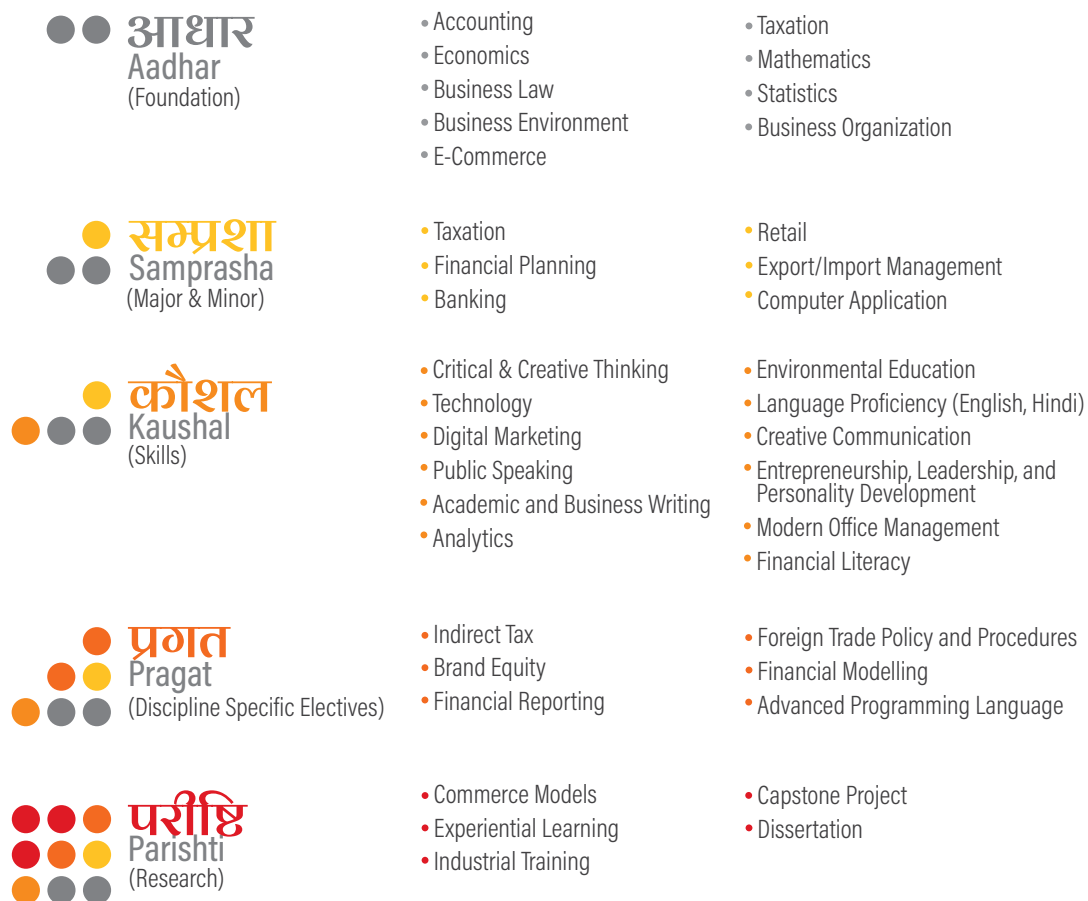 आधार
Aadhar
(Foundation)
• Accounting
• Economics
• Business Law
• Business Environment
• E-Commerce
• Taxation
• Mathematics
• Statistics
• Business Organization
सम्प्रशा
Samprasha
(Major & Minor)
• Taxation
• Financial Planning
• Banking
• Retail
• Export/Import Management
• Computer Application
कौशल
Kaushal
(Skills)
• Critical & Creative Thinking
• Technology
• Digital Marketing
• Public Speaking
• Academic and Business Writing
• Analytics
• Environmental Education
• Language Proficiency (English, Hindi)
• Creative Communication
• Entrepreneurship, Leadership, and
Personality Development
• Modern Office Management
• Financial Literacy
प्रगत
Pragat
(Discipline Specific Electives)
• Indirect Tax
• Brand Equity
• Financial Reporting
• Foreign Trade Policy and Procedures
• Financial Modelling
• Advanced Programming Language
परीष्टि
Parishti
(Research)
• Commerce Models
• Experiential Learning
• Industrial Training
• Capstone Project
• Dissertation